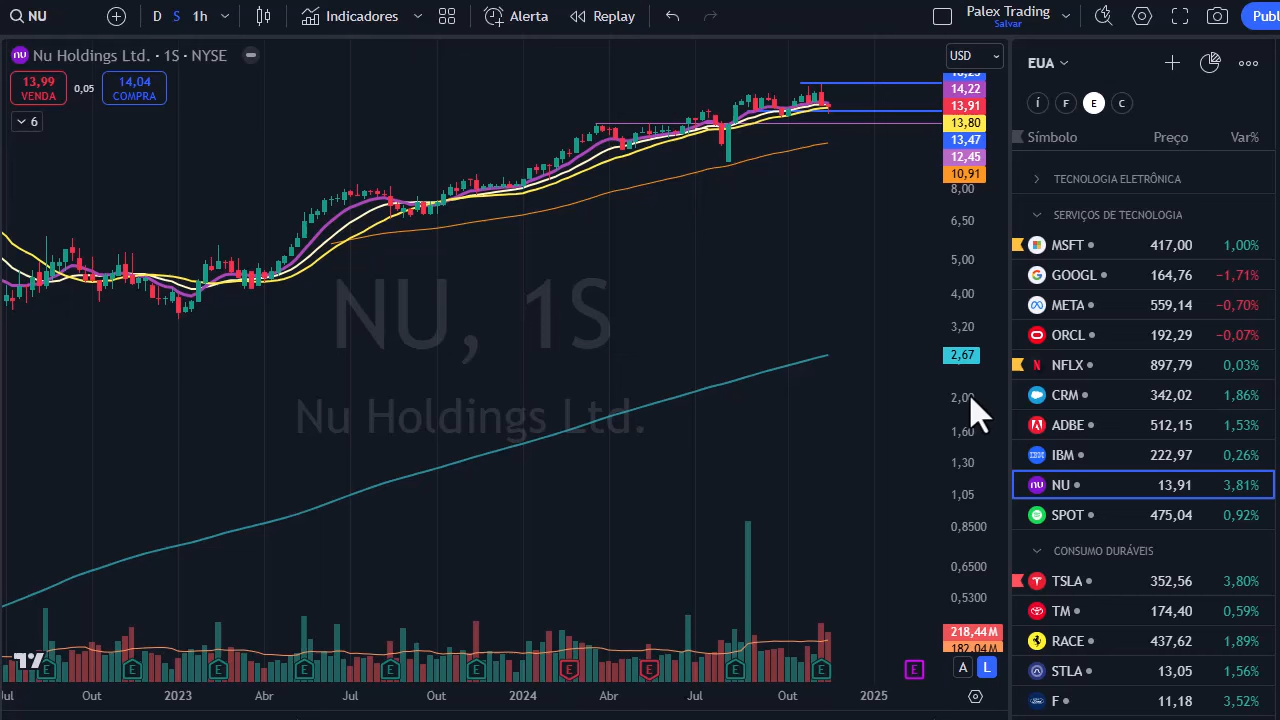 NU
D
S
1h
Indicadores
Alerta
Replay
Palex Trading
Salvar
Publ
nu Nu Holdings Ltd. · 1S · NYSE
13,99
VENDA
0,05
14,04
COMPRA
6
USD
14,22
13,91
13,80
13,47
12,45
10,91
8,00
6,50
5,00
4,00
3,20
2,67
2,00
1,60
1,30
1,05
0,8500
0,6500
0,5300
218,44M
182,04M
NU, 1S
Nu Holdings Ltd.
E E E E E E E E E E E
A
L
Jul Out 2023 Abr Jul Out 2024 Abr Jul Out 2025
EUA
Í F E C
Símbolo Preço Var%
TECNOLOGIA ELETRÔNICA
SERVIÇOS DE TECNOLOGIA
MSFT 417,00 1,00%
GOOGL 164,76 −1,71%
META 559,14 −0,70%
ORCL 192,29 −0,07%
N NFLX 897,79 0,03%
CRM 342,02 1,86%
ADBE 512,15 1,53%
IBM IBM 222,97 0,26%
nu NU 13,91 3,81%
SPOT 475,04 0,92%
CONSUMO DURÁVEIS
TSLA 352,56 3,80%
TM 174,40 0,59%
RACE 437,62 1,89%
STLA 13,05 1,56%
F 11,18 3,52%